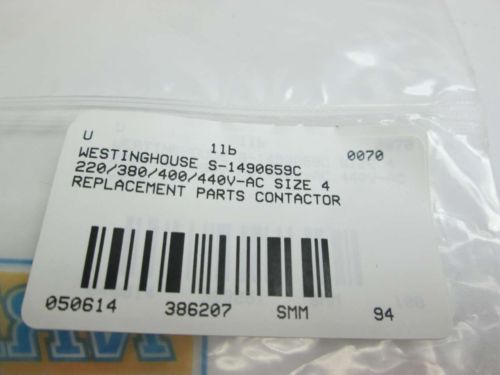 U 11b 0070
WESTINGHOUSE S-1490659C
220/380/400/440V-AC SIZE 4
REPLACEMENT PARTS CONTACTOR
050614 386207 SMM 94